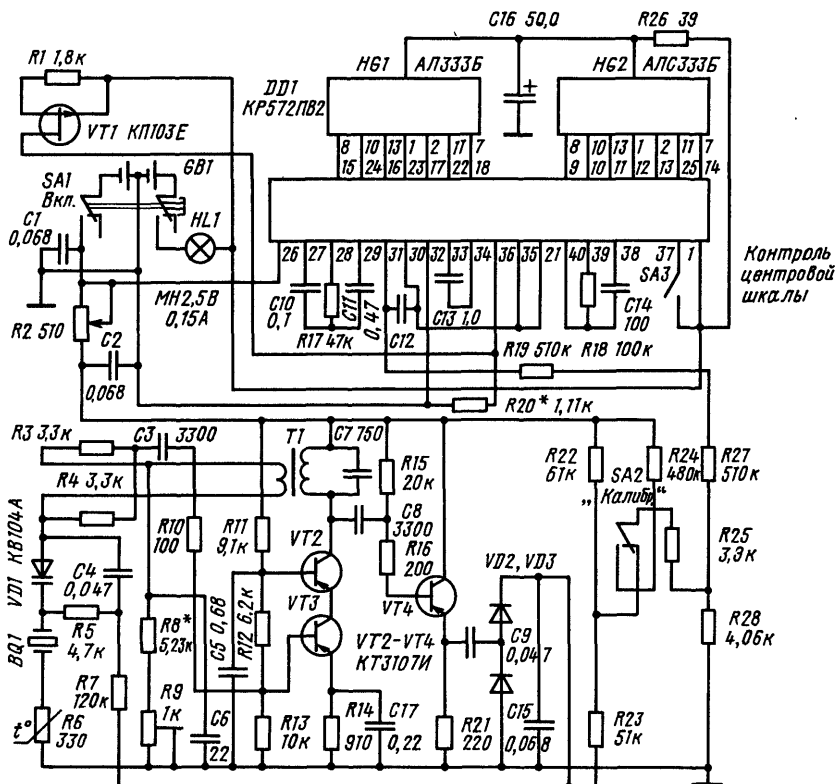 C16 50,0
R26 39
R1 1,8к
HG1
АЛ333Б
HG2
АЛС333Б
DD1
КР572ПВ2
+
VT1 КП103Е
8 10 13 1 2 11 7
15 24 16 23 17 22 18
8 10 13 1 2 11 7
9 10 11 12 13 25 14
SA1
Вкл.
GB1
HL1
C1
0,068
26 27 28 29 31 30 32 33 34 36 35 21 40 39 38 37 1
SA3
Контроль
центровой
шкалы
МН2,5В
0,15А
C10
0,1
R17 47к
C11
0,47
C12
C13 1,0
C14
100
R18 100к
R2 510
C2
0,068
R19 510к
R20* 1,11к
R3 3,3к
C3
3300
T1
C7 750
R4 3,3к
R15
20к
R22
61к
SA2
„Калибр“
R24
480к
R27
510к
VD1 КВ104А
R10
100
R11
9,1к
C8
3300
R16
200
R25
3,9к
C4
0,047
VT2
VT3
VT4
VD2, VD3
BQ1
R5
4,7к
R8*
5,23к
C5 0,68
R12 6,2к
VT2-VT4
КТ3107И
C9
0,047
R28
4,06к
R7
120к
R9
1к
C6
22
t°
R6
330
R13
10к
R14
910
C17
0,22
R21
220
C15
0,068
R23
51к